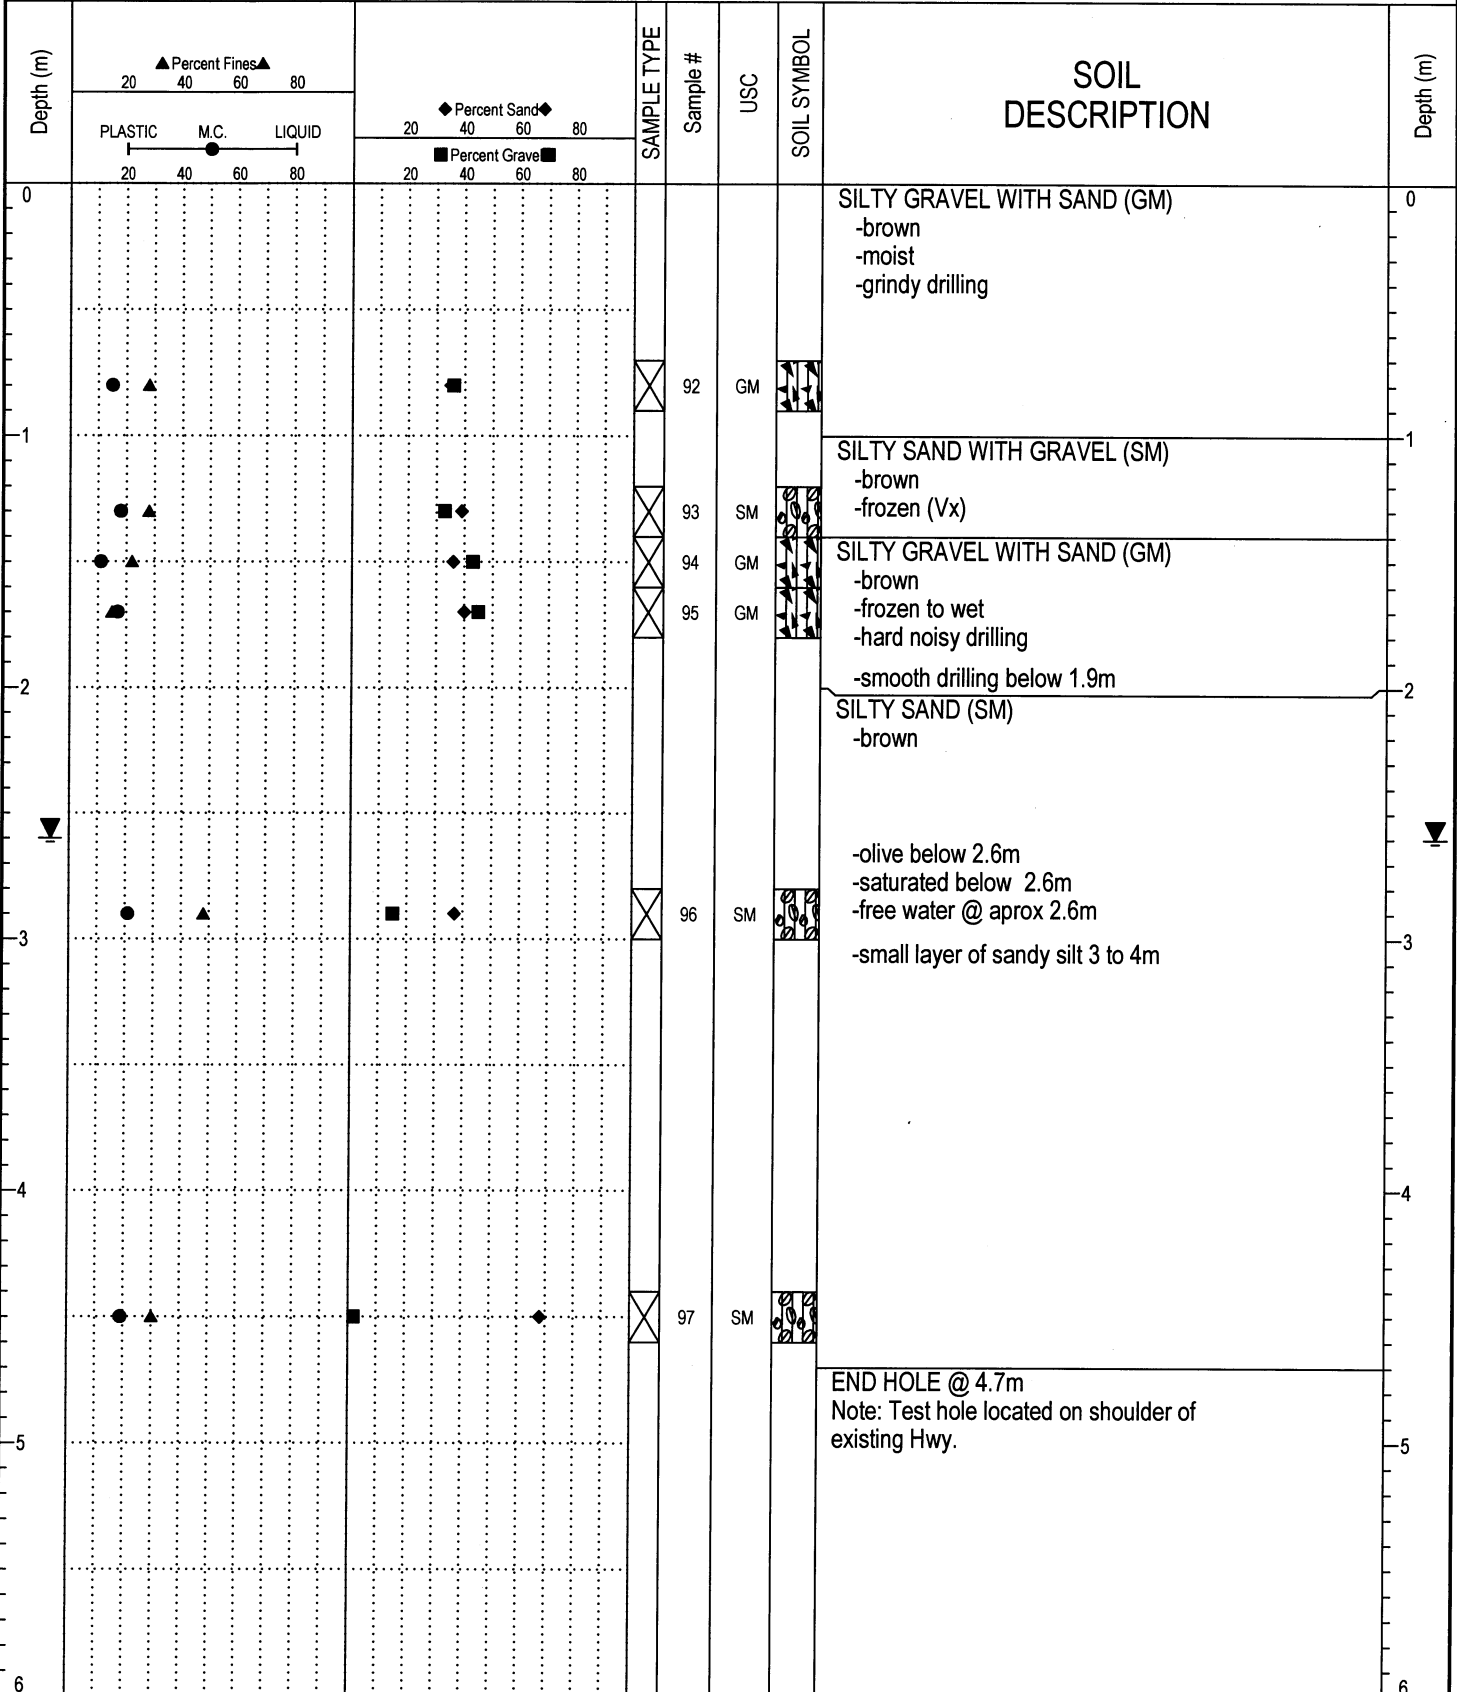 Depth (m)
▲Percent Fines▲
20 40 60 80
PLASTIC M.C. LIQUID
20 40 60 80
◆Percent Sand◆
20 40 60 80
■Percent Gravel■
20 40 60 80
SAMPLE TYPE
Sample #
USC
SOIL SYMBOL
SOIL
DESCRIPTION
Depth (m)
0 0
SILTY GRAVEL WITH SAND (GM)
-brown
-moist
-grindy drilling
92 GM
1 1
SILTY SAND WITH GRAVEL (SM)
-brown
-frozen (Vx)
93 SM
SILTY GRAVEL WITH SAND (GM)
94 GM
-brown
-frozen to wet
95 GM
-hard noisy drilling
-smooth drilling below 1.9m
2 2
SILTY SAND (SM)
-brown
-olive below 2.6m
-saturated below 2.6m
-free water @ aprox 2.6m
96 SM
3 3
-small layer of sandy silt 3 to 4m
4 4
97 SM
END HOLE @ 4.7m
Note: Test hole located on shoulder of
existing Hwy.
5 5
6 6